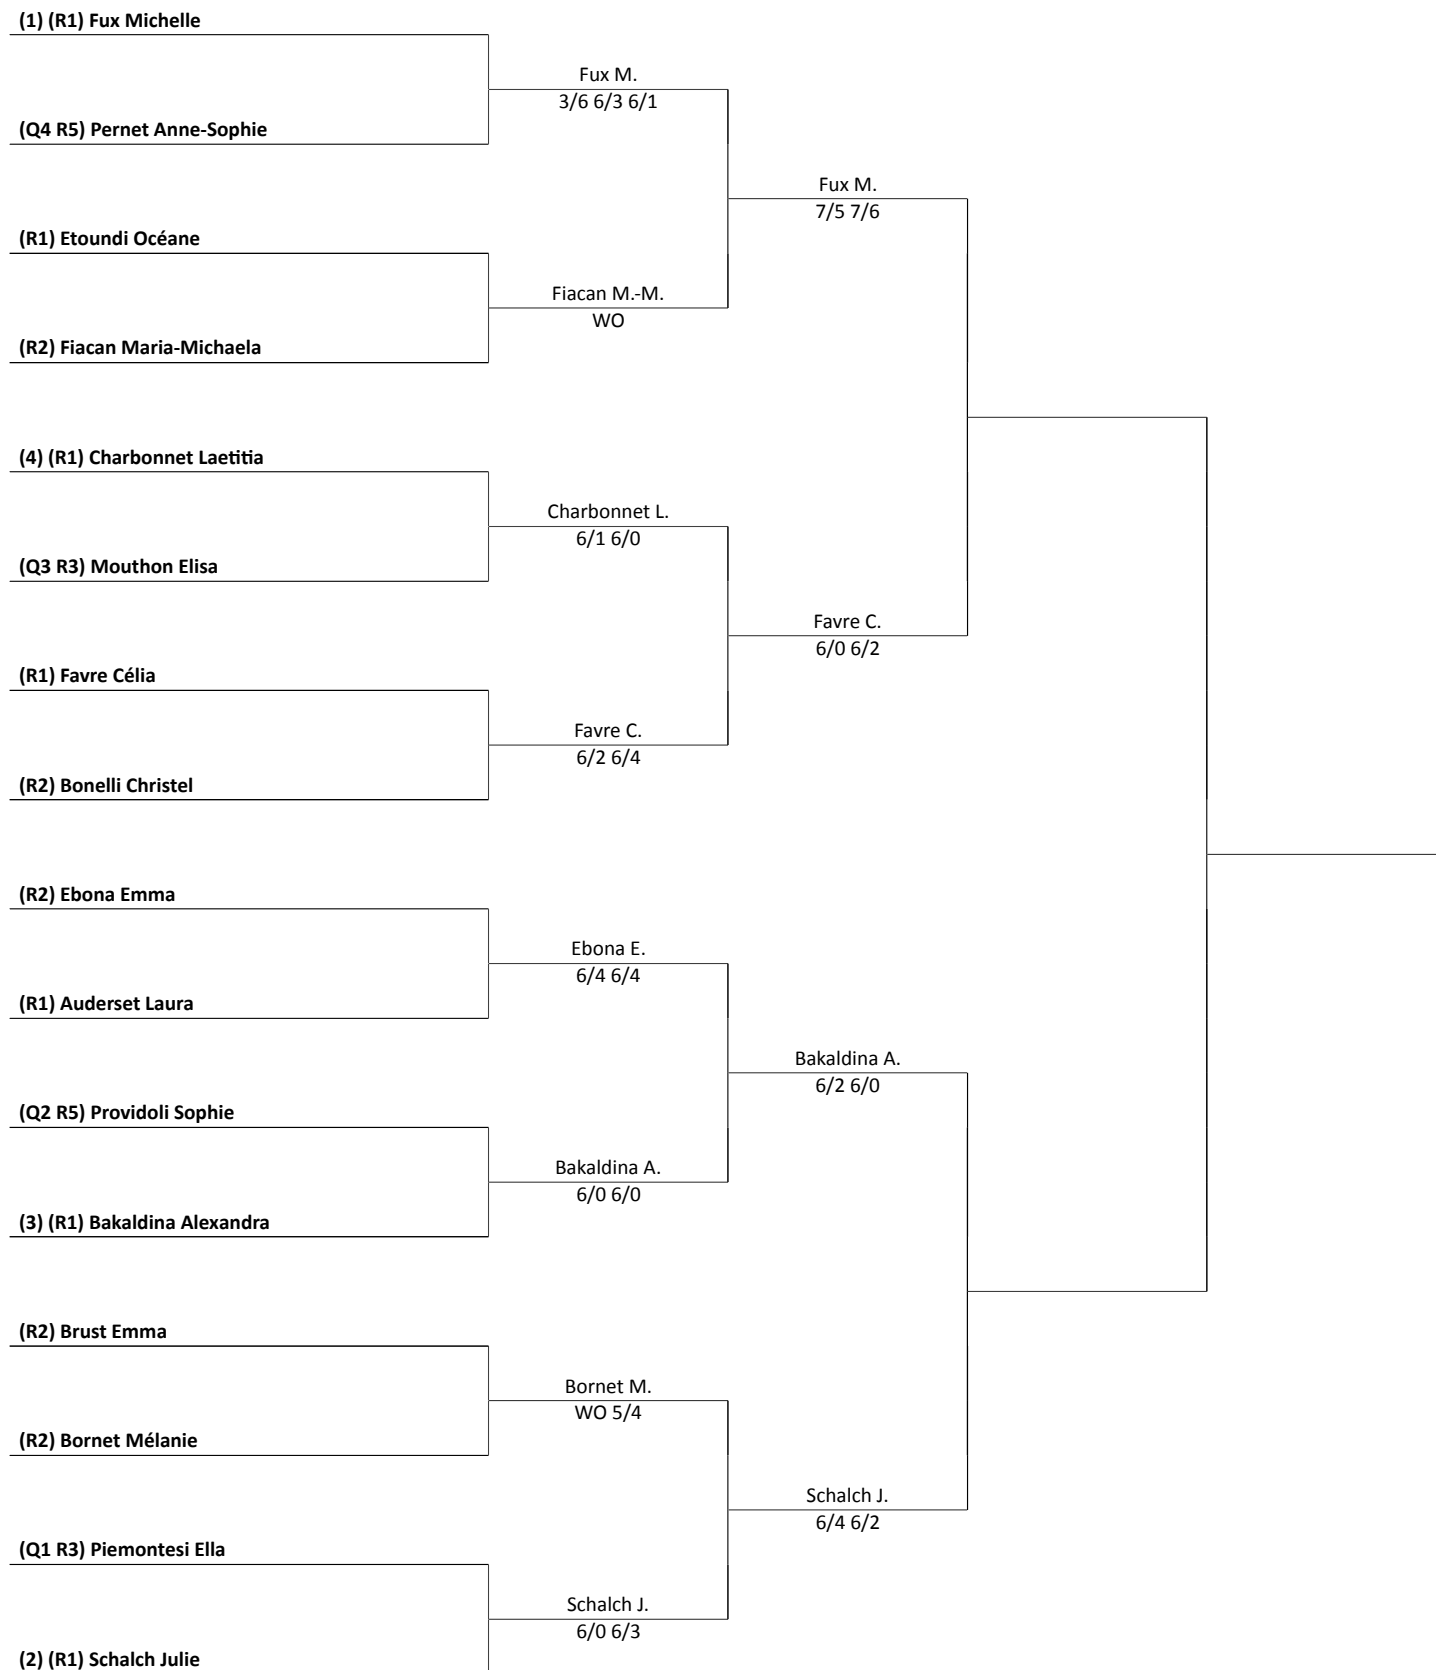 (1) (R1) Fux Michelle
Fux M.
3/6 6/3 6/1
(Q4 R5) Pernet Anne-Sophie
Fux M.
7/5 7/6
(R1) Etoundi Océane
Fiacan M.-M.
WO
(R2) Fiacan Maria-Michaela
(4) (R1) Charbonnet Laetitia
Charbonnet L.
6/1 6/0
(Q3 R3) Mouthon Elisa
Favre C.
6/0 6/2
(R1) Favre Célia
Favre C.
6/2 6/4
(R2) Bonelli Christel
(R2) Ebona Emma
Ebona E.
6/4 6/4
(R1) Auderset Laura
Bakaldina A.
6/2 6/0
(Q2 R5) Providoli Sophie
Bakaldina A.
6/0 6/0
(3) (R1) Bakaldina Alexandra
(R2) Brust Emma
Bornet M.
WO 5/4
(R2) Bornet Mélanie
Schalch J.
6/4 6/2
(Q1 R3) Piemontesi Ella
Schalch J.
6/0 6/3
(2) (R1) Schalch Julie